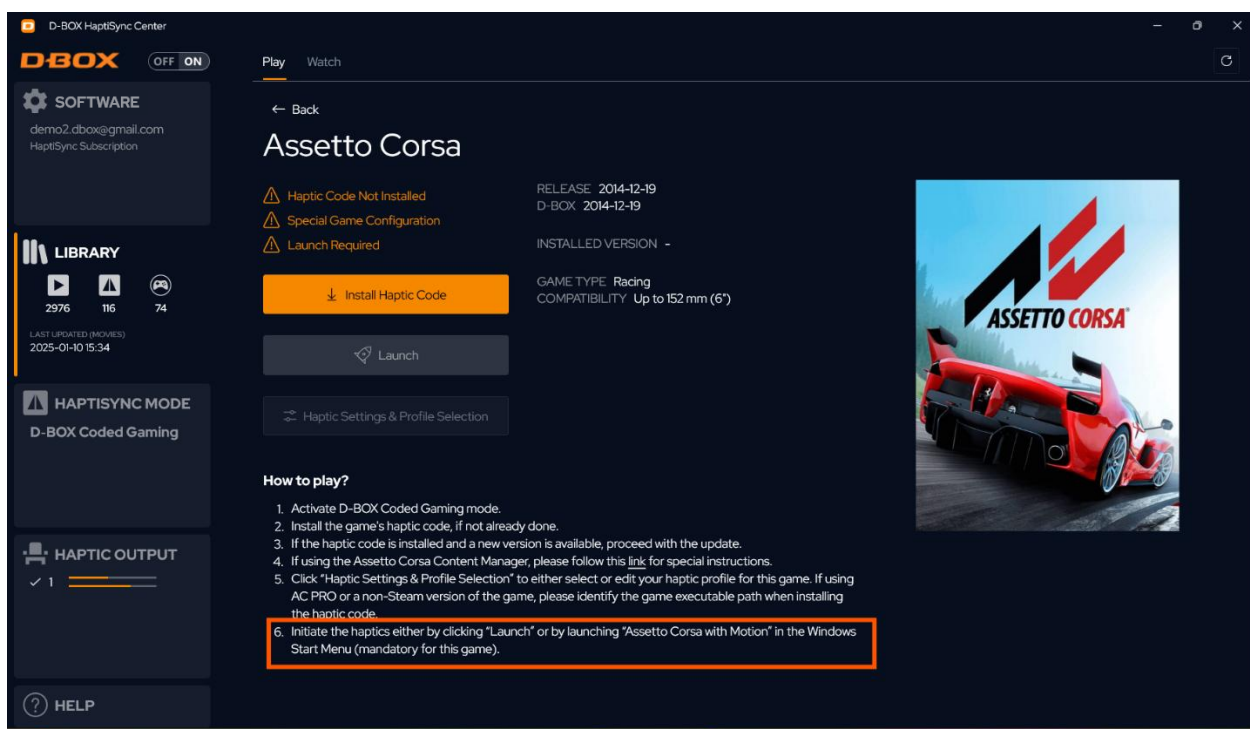 D-BOX HaptiSync Center
D-BOX
OFF ON
Play Watch
SOFTWARE
demo2.dbox@gmail.com
HaptiSync Subscription
LIBRARY
2976 116 74
LAST UPDATED (MOVIES)
2025-01-10 15:34
HAPTISYNC MODE
D-BOX Coded Gaming
HAPTIC OUTPUT
1
HELP
← Back
Assetto Corsa
Haptic Code Not Installed
Special Game Configuration
Launch Required
RELEASE 2014-12-19
D-BOX 2014-12-19
INSTALLED VERSION -
GAME TYPE Racing
COMPATIBILITY Up to 152 mm (6")
Install Haptic Code
Launch
Haptic Settings & Profile Selection
ASSETTO CORSA
How to play?
1. Activate D-BOX Coded Gaming mode.
2. Install the game's haptic code, if not already done.
3. If the haptic code is installed and a new version is available, proceed with the update.
4. If using the Assetto Corsa Content Manager, please follow this link for special instructions.
5. Click "Haptic Settings & Profile Selection" to either select or edit your haptic profile for this game. If using
AC PRO or a non-Steam version of the game, please identify the game executable path when installing
the haptic code.
6. Initiate the haptics either by clicking "Launch" or by launching "Assetto Corsa with Motion" in the Windows
Start Menu (mandatory for this game).